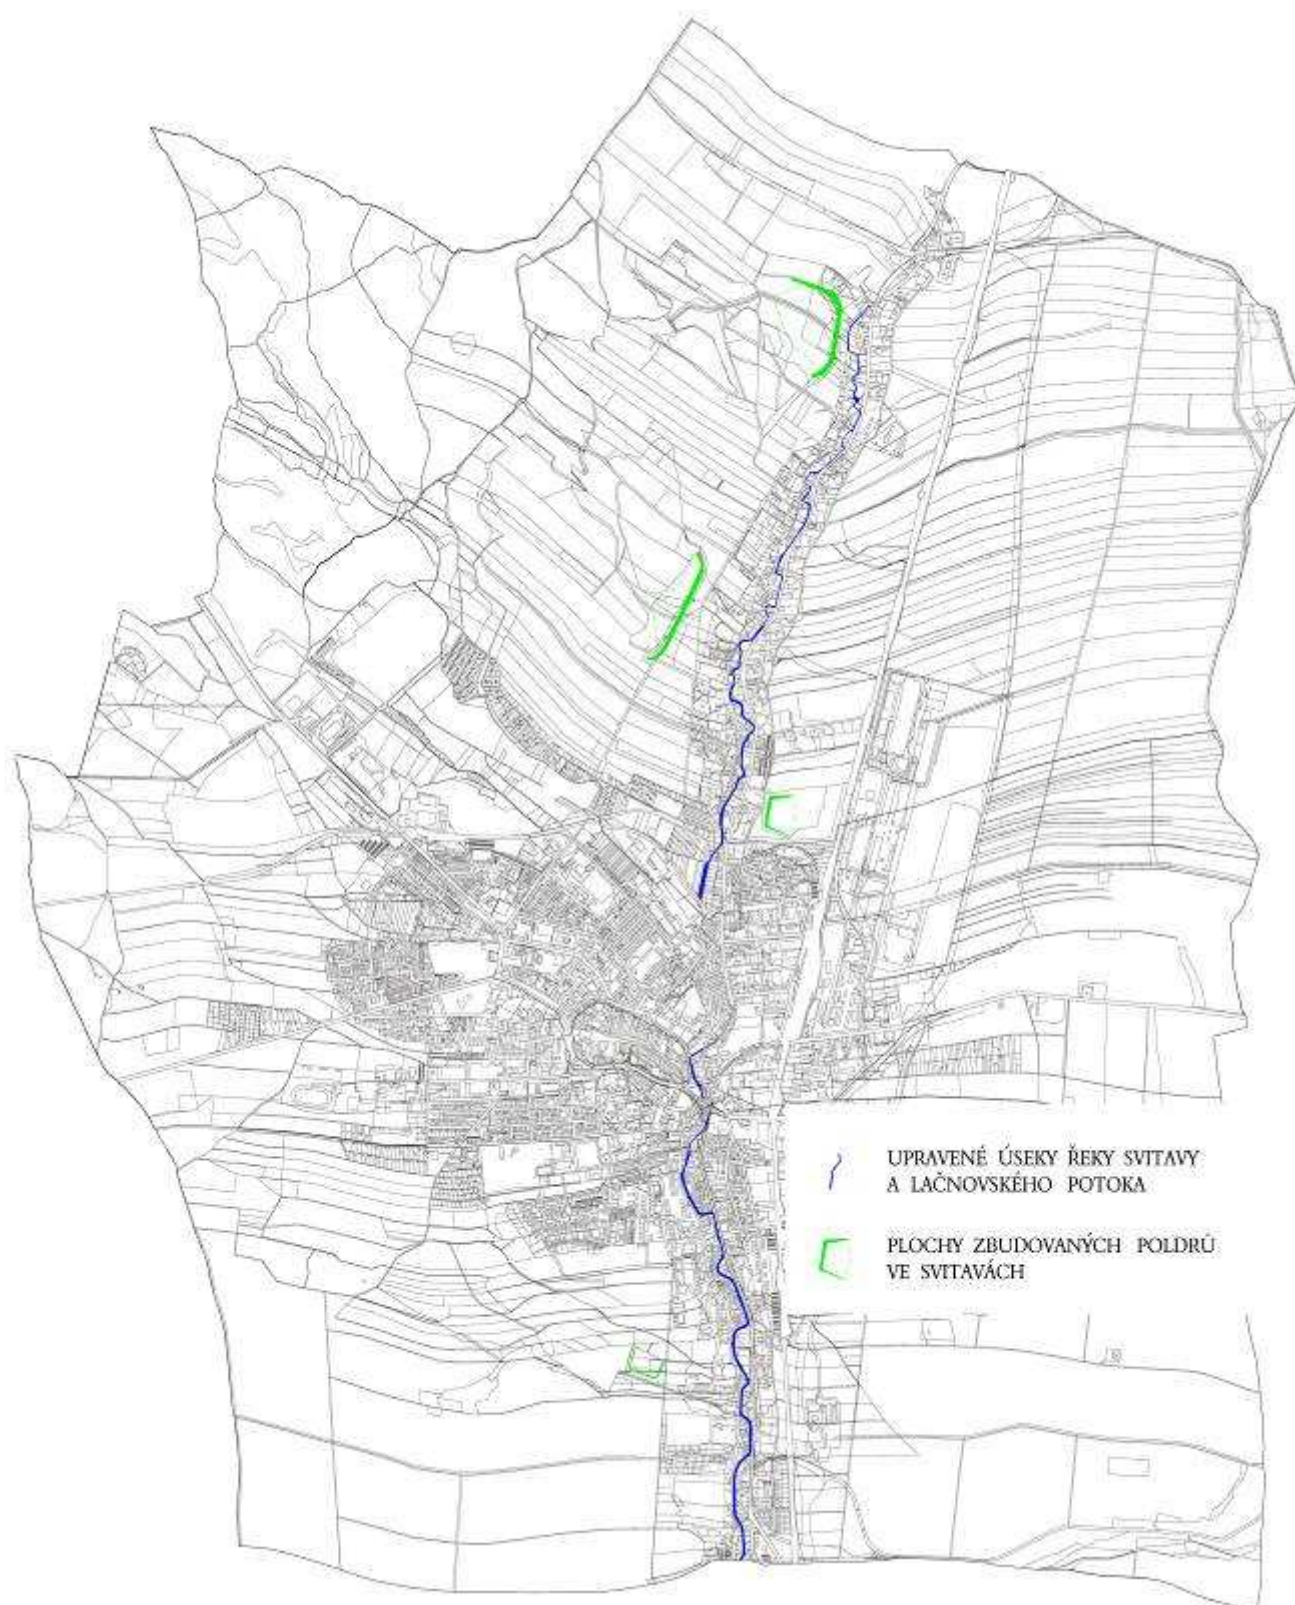 UPRAVENÉ ÚSEKY ŘEKY SVITAVY
A LAČNOVSKÉHO POTOKA
PLOCHY ZBUDOVANÝCH POLDRŮ
VE SVITAVÁCH